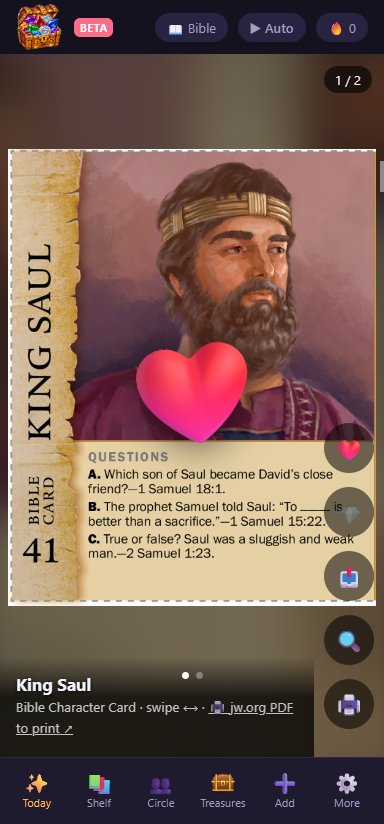 BETA
Bible
Auto
0
1 / 2
KING SAUL
BIBLE
CARD
41
QUESTIONS
A. Which son of Saul became David's close
friend?—1 Samuel 18:1.
B. The prophet Samuel told Saul: “To _____ is
better than a sacrifice.”—1 Samuel 15:22.
C. True or false? Saul was a sluggish and weak
man.—2 Samuel 1:23.
King Saul
Bible Character Card · swipe ↔ · jw.org PDF
to print ↗
Today
Shelf
Circle
Treasures
Add
More